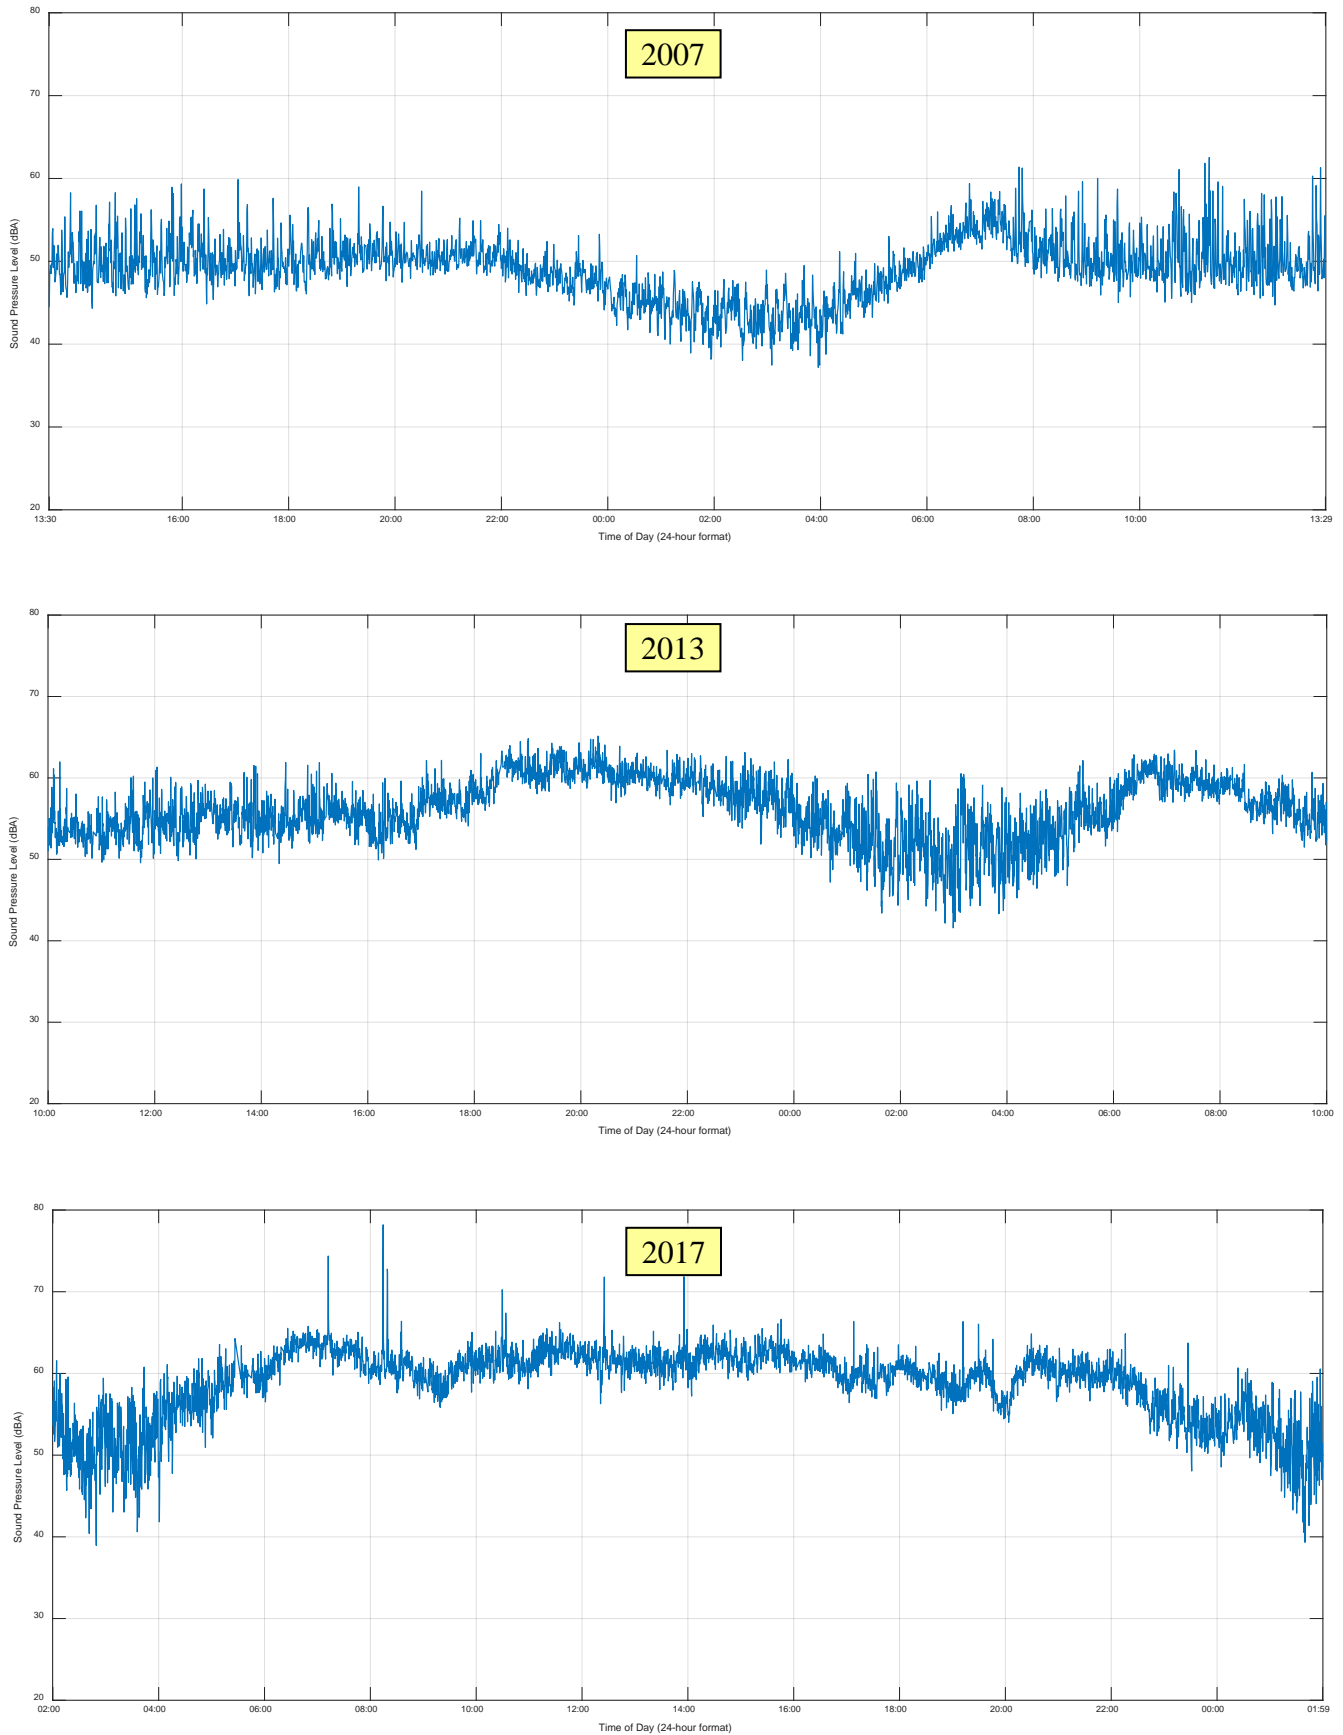 80
2007
70
60
50
40
30
20
Sound Pressure Level (dBA)
13:30 16:00 18:00 20:00 22:00 00:00 02:00 04:00 06:00 08:00 10:00 13:29
Time of Day (24-hour format)
80
2013
70
60
50
40
30
20
Sound Pressure Level (dBA)
10:00 12:00 14:00 16:00 18:00 20:00 22:00 00:00 02:00 04:00 06:00 08:00 10:00
Time of Day (24-hour format)
80
2017
70
60
50
40
30
20
Sound Pressure Level (dBA)
02:00 04:00 06:00 08:00 10:00 12:00 14:00 16:00 18:00 20:00 22:00 00:00 01:59
Time of Day (24-hour format)